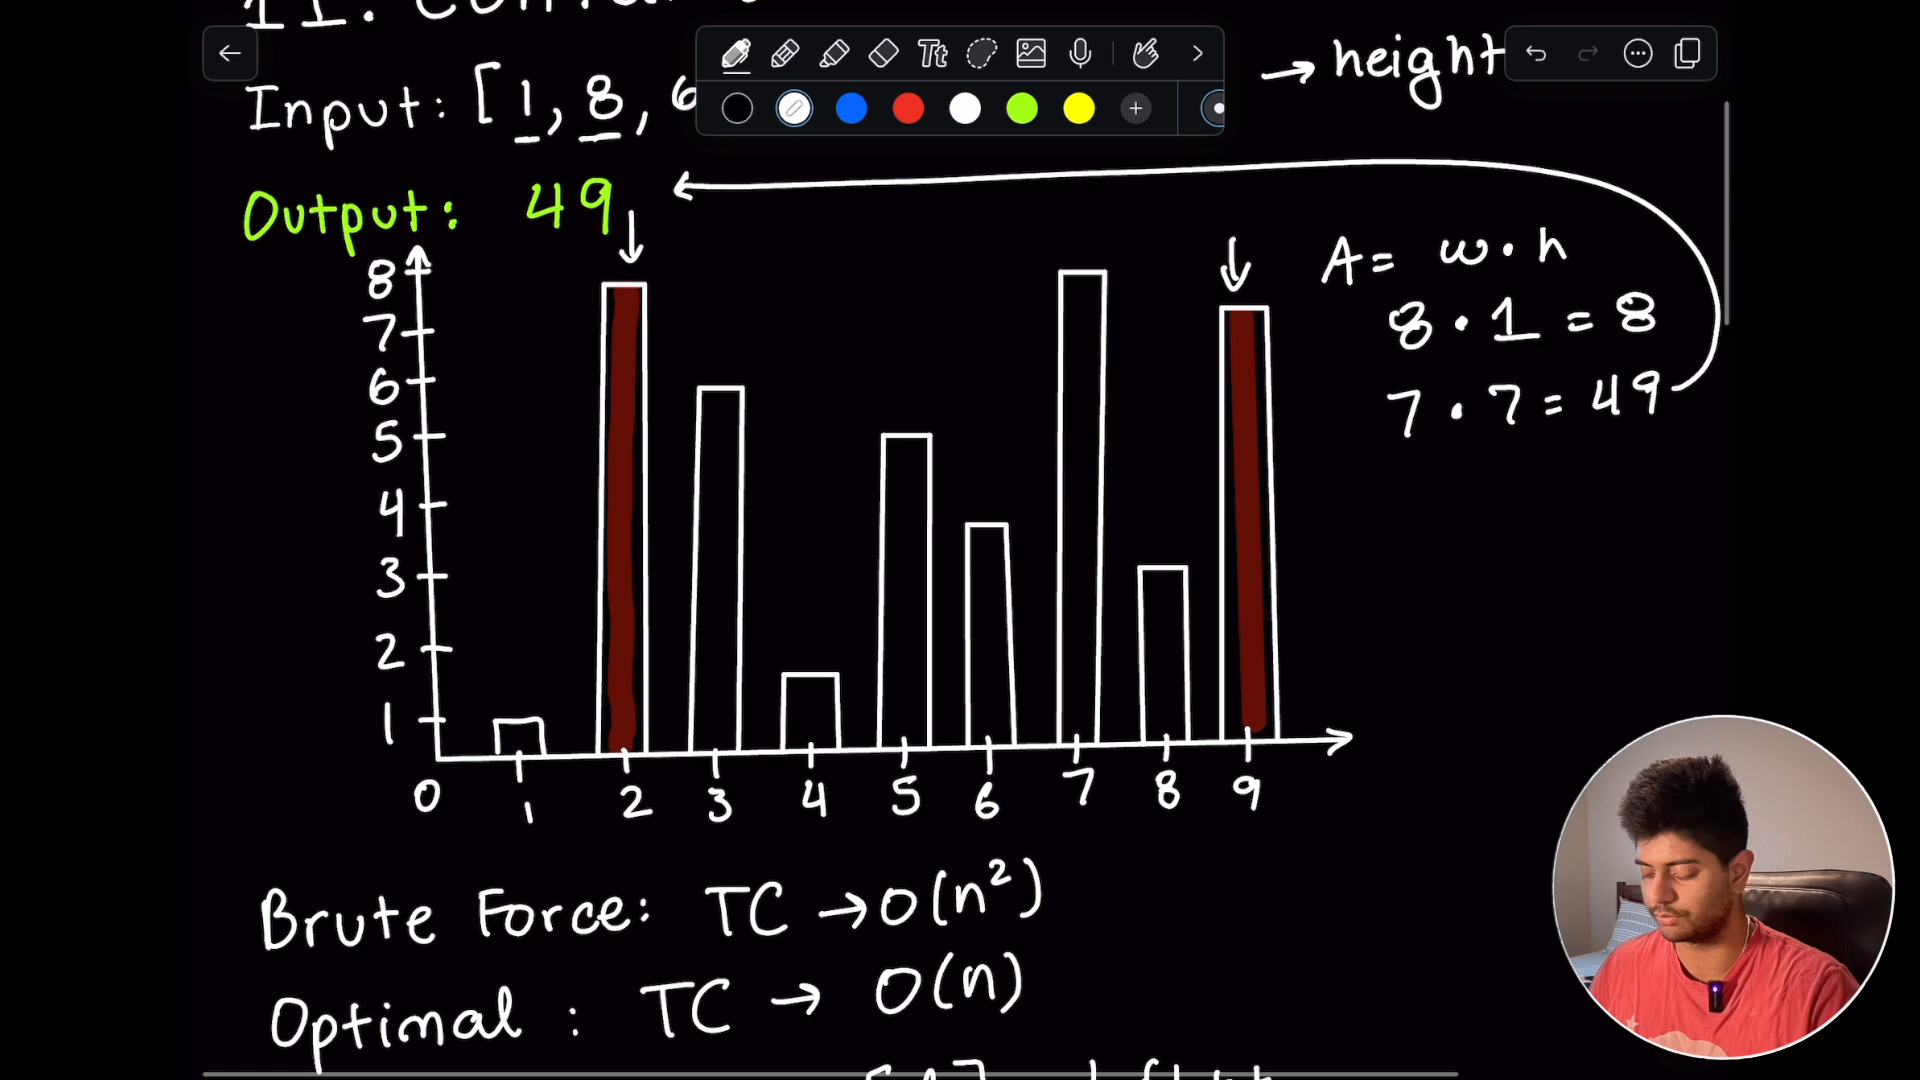 Input: [1, 8, 6
→ height
Output: 49
A = w · h
8 · 1 = 8
7 · 7 = 49
8
7
6
5
4
3
2
1
0 1 2 3 4 5 6 7 8 9
Brute Force: TC → O(n²)
Optimal : TC → O(n)
Tt